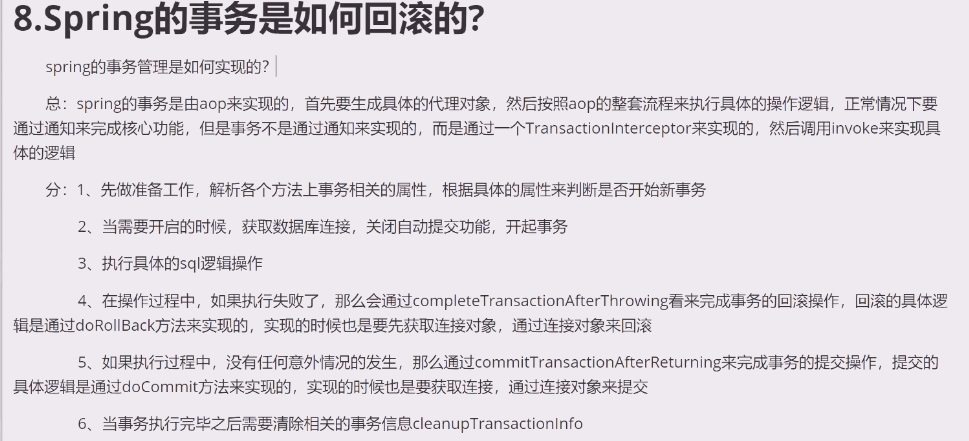 8.Spring的事务是如何回滚的?
spring的事务管理是如何实现的?
总：spring的事务是由aop来实现的，首先要生成具体的代理对象，然后按照aop的整套流程来执行具体的操作逻辑，正常情况下要
通过通知来完成核心功能，但是事务不是通过通知来实现的，而是通过一个TransactionInterceptor来实现的，然后调用invoke来实现具
体的逻辑
分：1、先做准备工作，解析各个方法上事务相关的属性，根据具体的属性来判断是否开始新事务
2、当需要开启的时候，获取数据库连接，关闭自动提交功能，开起事务
3、执行具体的sql逻辑操作
4、在操作过程中，如果执行失败了，那么会通过completeTransactionAfterThrowing看来完成事务的回滚操作，回滚的具体逻
辑是通过doRollBack方法来实现的，实现的时候也是要先获取连接对象，通过连接对象来回滚
5、如果执行过程中，没有任何意外情况的发生，那么通过commitTransactionAfterReturning来完成事务的提交操作，提交的
具体逻辑是通过doCommit方法来实现的，实现的时候也是要获取连接，通过连接对象来提交
6、当事务执行完毕之后需要清除相关的事务信息cleanupTransactionInfo